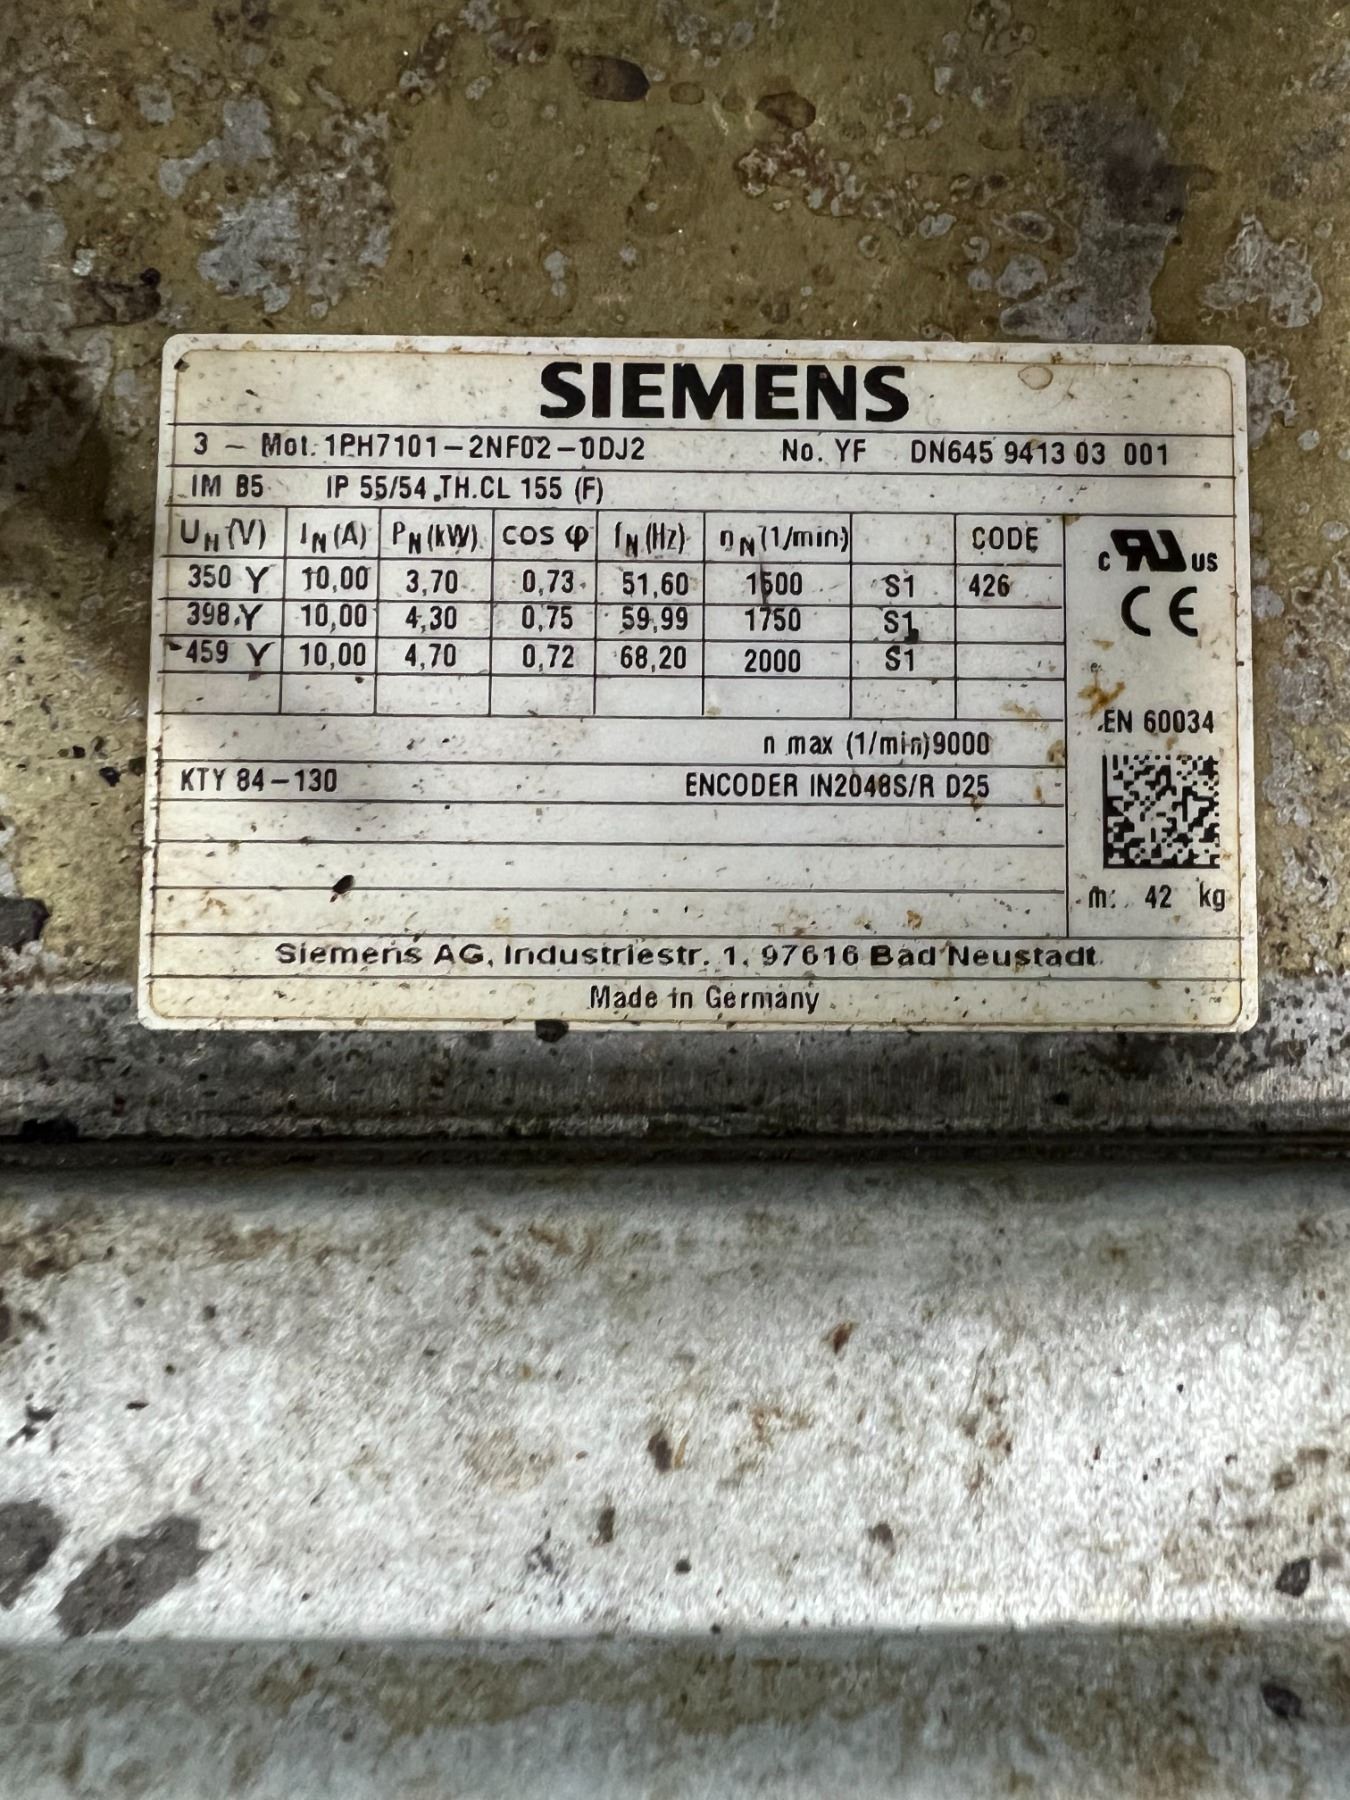 SIEMENS
3 ~ Mot. 1PH7101-2NF02-0DJ2 No. YF DN645 9413 03 001
IM B5 IP 55/54 TH.CL 155 (F)
UN (V) IN (A) PN (kW) cos φ fN (Hz) nN (1/min) CODE
350 Y 10,00 3,70 0,73 51,60 1500 S1 426
398 Y 10,00 4,30 0,75 59,99 1750 S1
459 Y 10,00 4,70 0,72 68,20 2000 S1
c RU US
CE
EN 60034
n max (1/min) 9000
KTY 84-130 ENCODER IN2048S/R D25
m: 42 kg
Siemens AG, Industriestr. 1, 97616 Bad Neustadt
Made in Germany